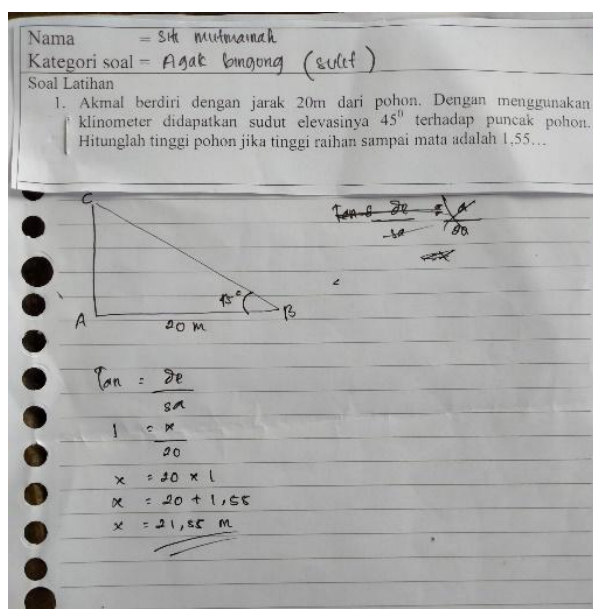 Nama = Siti Mutmainah
Kategori soal = Agak bingong (sulit)
Soal Latihan
1. Akmal berdiri dengan jarak 20m dari pohon. Dengan menggunakan
klinometer didapatkan sudut elevasinya 45⁰ terhadap puncak pohon.
Hitunglah tinggi pohon jika tinggi raihan sampai mata adalah 1,55...
C
45°
A
B
20 m
Tan = de
sa
1 = x
20
x = 20 x 1
x = 20 + 1,55
x = 21,55 m